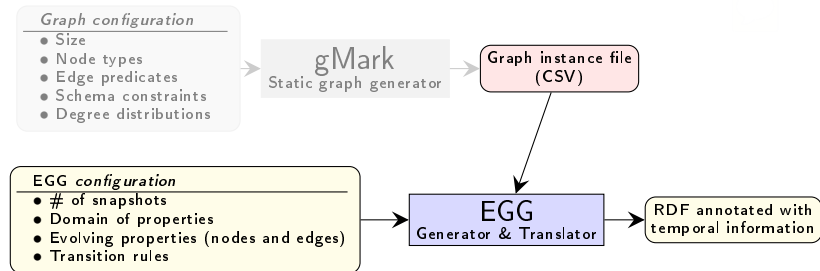 Graph configuration
• Size
• Node types
• Edge predicates
• Schema constraints
• Degree distributions
gMark
Static graph generator
Graph instance file
(CSV)
EGG configuration
• # of snapshots
• Domain of properties
• Evolving properties (nodes and edges)
• Transition rules
EGG
Generator & Translator
RDF annotated with
temporal information